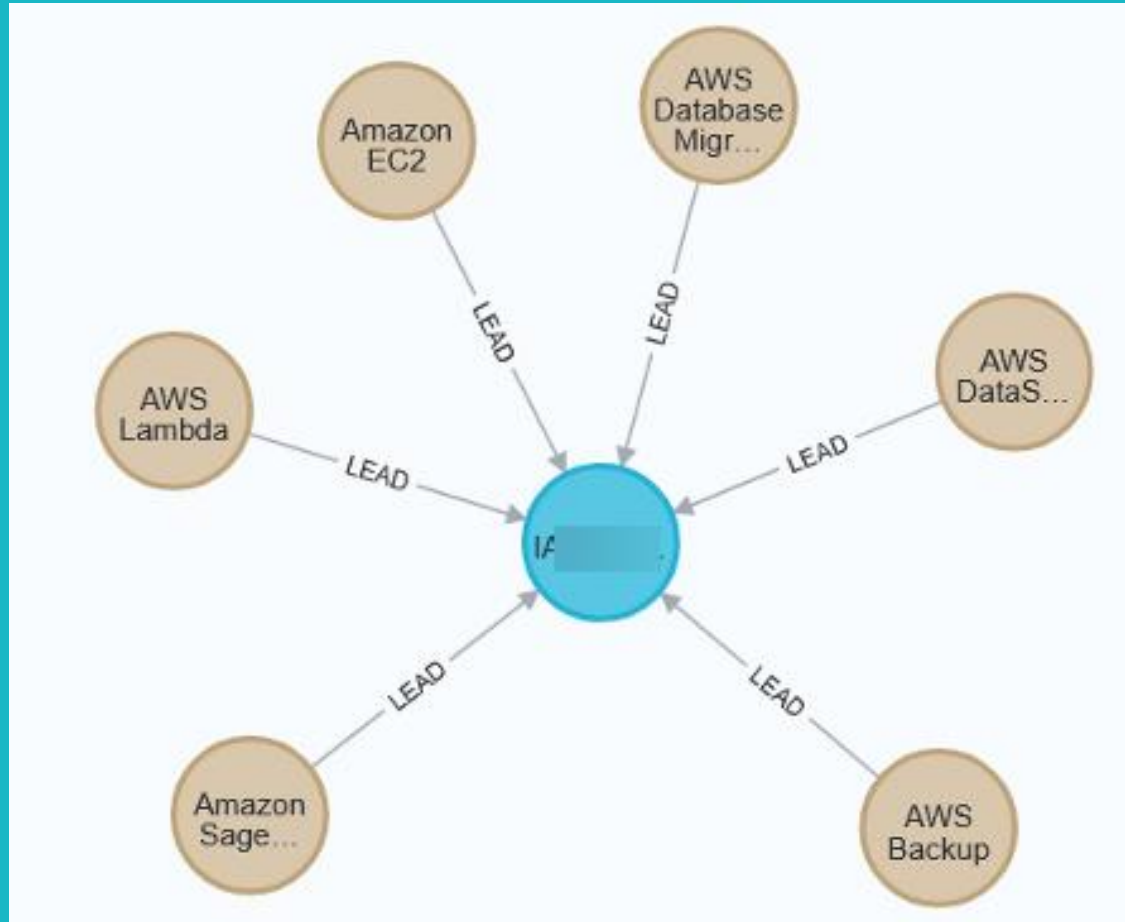 AWS
Database
Migr...
Amazon
EC2
LEAD
LEAD
AWS
DataS...
AWS
Lambda
LEAD
LEAD
LEAD
LEAD
Amazon
Sage...
AWS
Backup